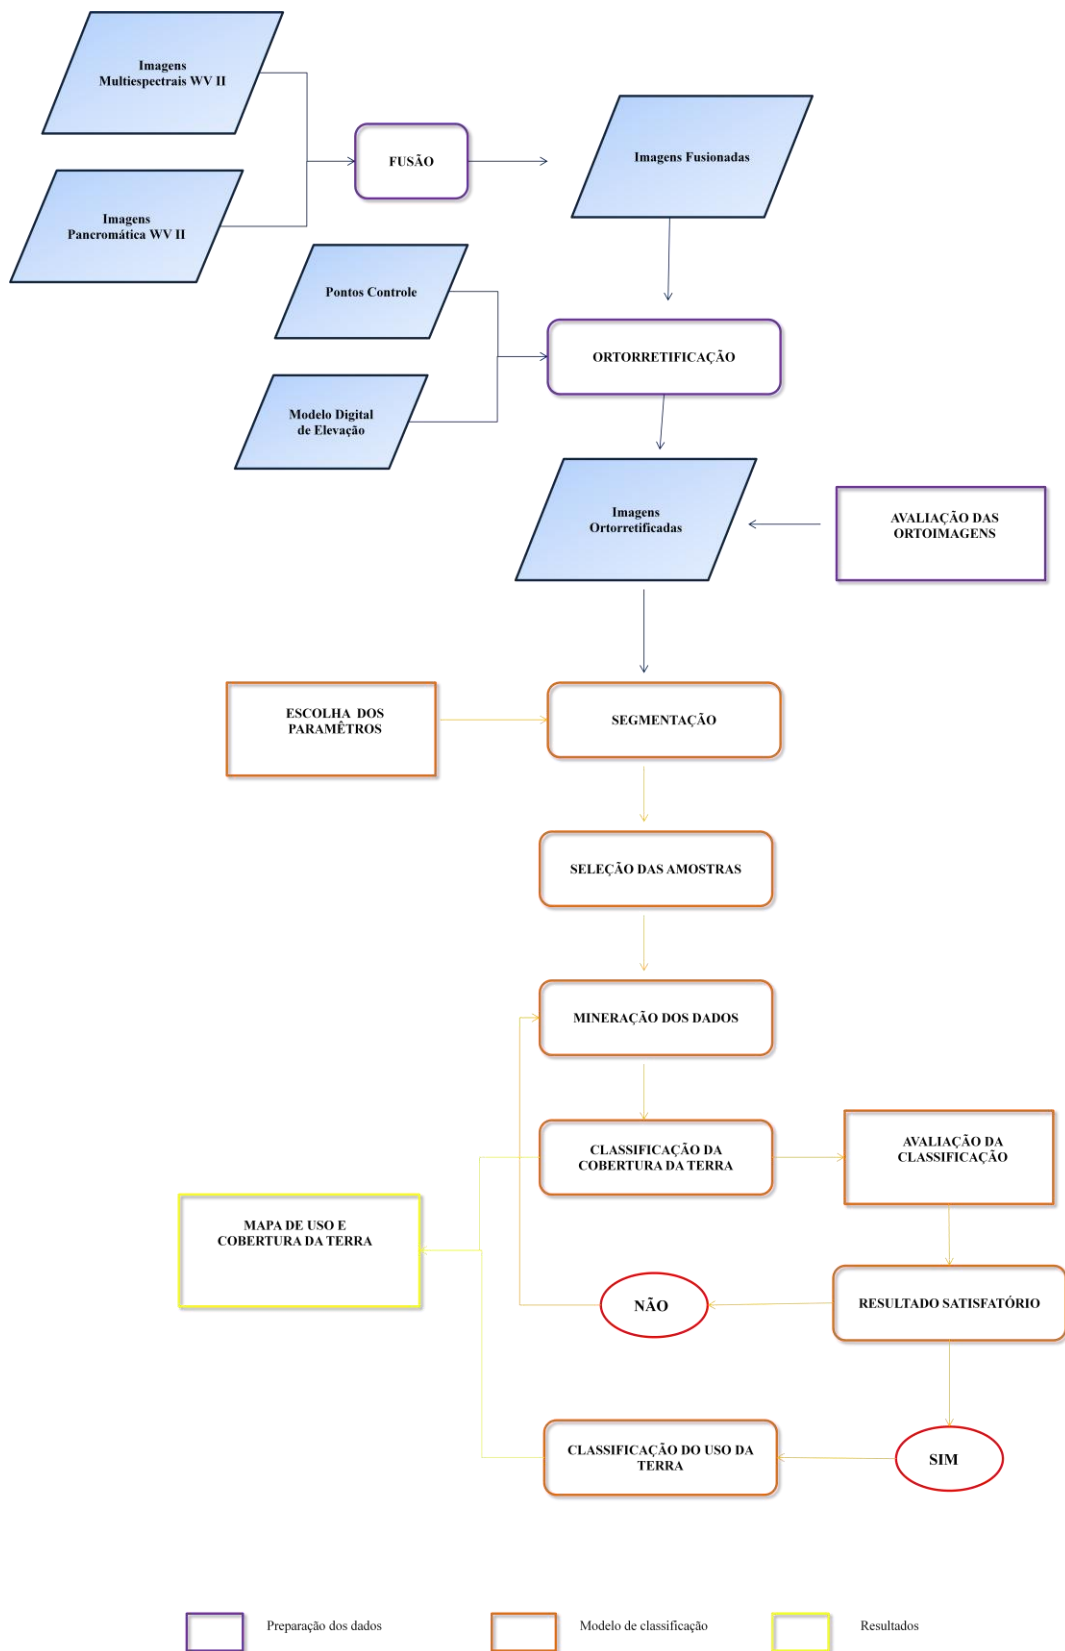 Imagens
Multiespectrais WV II
FUSÃO
Imagens Fusionadas
Imagens
Pancromática WV II
Pontos Controle
ORTORRETIFICAÇÃO
Modelo Digital
de Elevação
Imagens
Ortorretificadas
AVALIAÇÃO DAS
ORTOIMAGENS
ESCOLHA DOS
PARAMÊTROS
SEGMENTAÇÃO
SELEÇÃO DAS AMOSTRAS
MINERAÇÃO DOS DADOS
CLASSIFICAÇÃO DA
COBERTURA DA TERRA
AVALIAÇÃO DA
CLASSIFICAÇÃO
MAPA DE USO E
COBERTURA DA TERRA
NÃO
RESULTADO SATISFATÓRIO
CLASSIFICAÇÃO DO USO DA
TERRA
SIM
Preparação dos dados
Modelo de classificação
Resultados